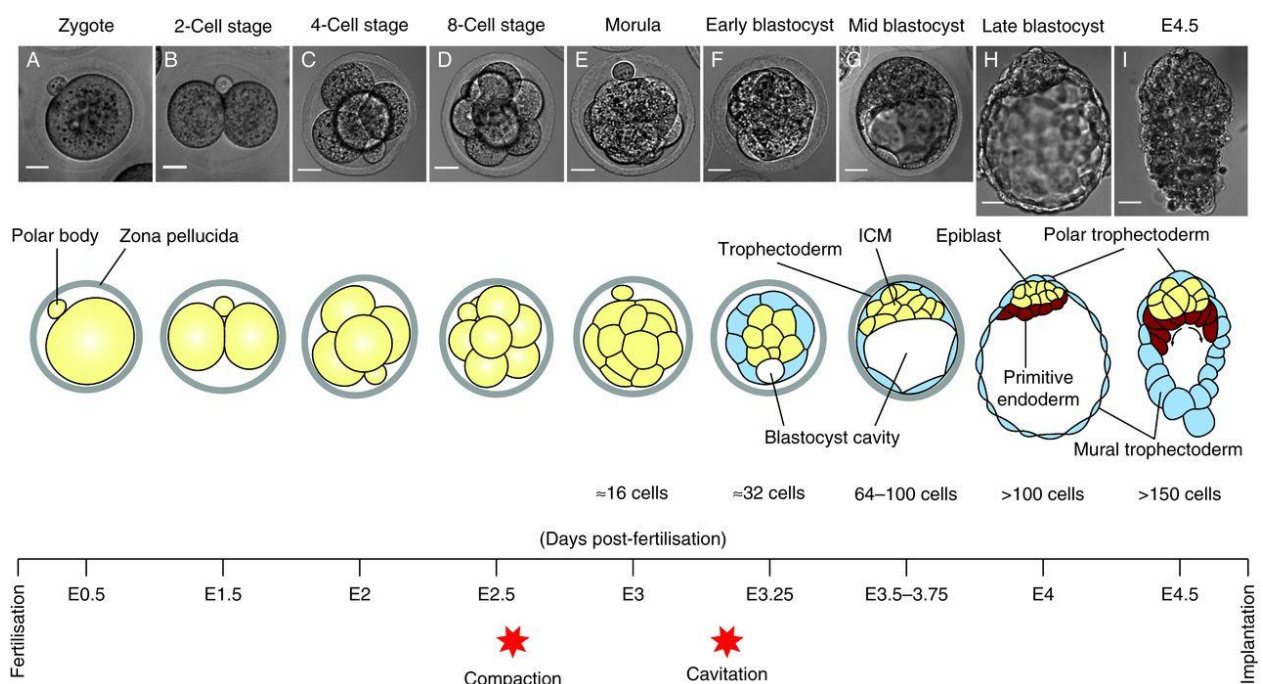 Zygote 2-Cell stage 4-Cell stage 8-Cell stage Morula Early blastocyst Mid blastocyst Late blastocyst E4.5
A B C D E F G H I
Polar body Zona pellucida
Trophectoderm ICM Epiblast Polar trophectoderm
Primitive
endoderm
Blastocyst cavity
Mural trophectoderm
≈16 cells ≈32 cells 64–100 cells >100 cells >150 cells
(Days post-fertilisation)
Fertilisation
E0.5 E1.5 E2 E2.5 E3 E3.25 E3.5–3.75 E4 E4.5
Implantation
Compaction Cavitation